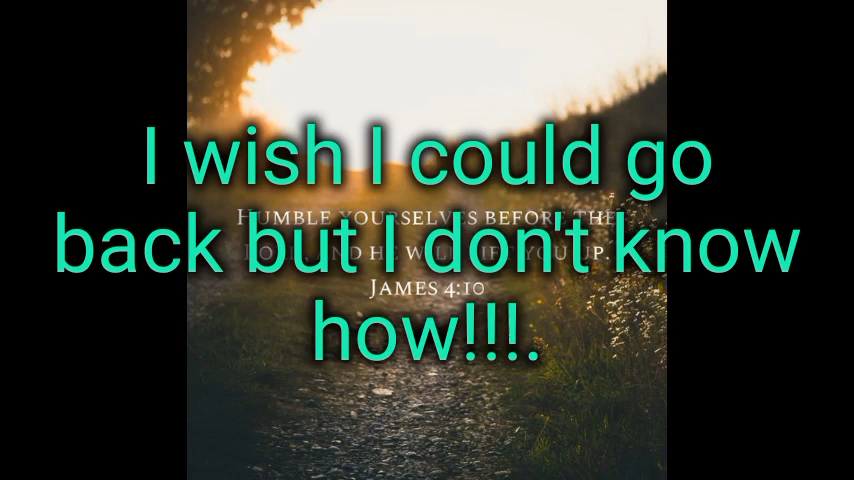 I wish I could go
back but I don't know
how!!!.
HUMBLE YOURSELVES BEFORE THE
LORD AND HE WILL LIFT YOU UP.
JAMES 4:10